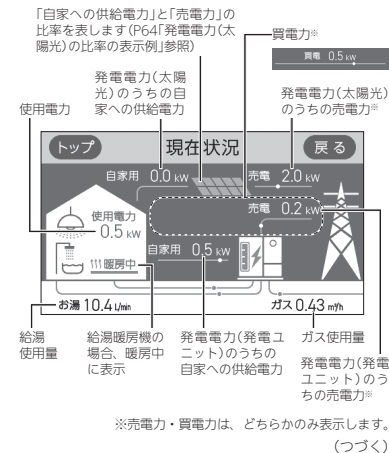 「自家への供給電力」と「売電力」の
比率を表します(P64「発電電力(太
陽光)の比率の表示例」参照)
買電力※
買電 0.5 kW
発電電力(太陽
光)のうちの自
家への供給電力
使用電力
発電電力(太陽光)
のうちの売電力※
トップ
現在状況
戻る
自家用 0.0 kW
売電 2.0 kW
売電 0.2 kW
使用電力
0.5 kW
自家用 0.5 kW
暖房中
お湯 10.4 L/min
ガス 0.43 m³/h
給湯
使用量
給湯暖房機の
場合、暖房中
に表示
発電電力(発電ユ
ニット)のうちの
自家への供給電力
ガス使用量
発電電力(発電
ユニット)のう
ちの売電力※
※売電力・買電力は、どちらかのみ表示します。
(つづく)